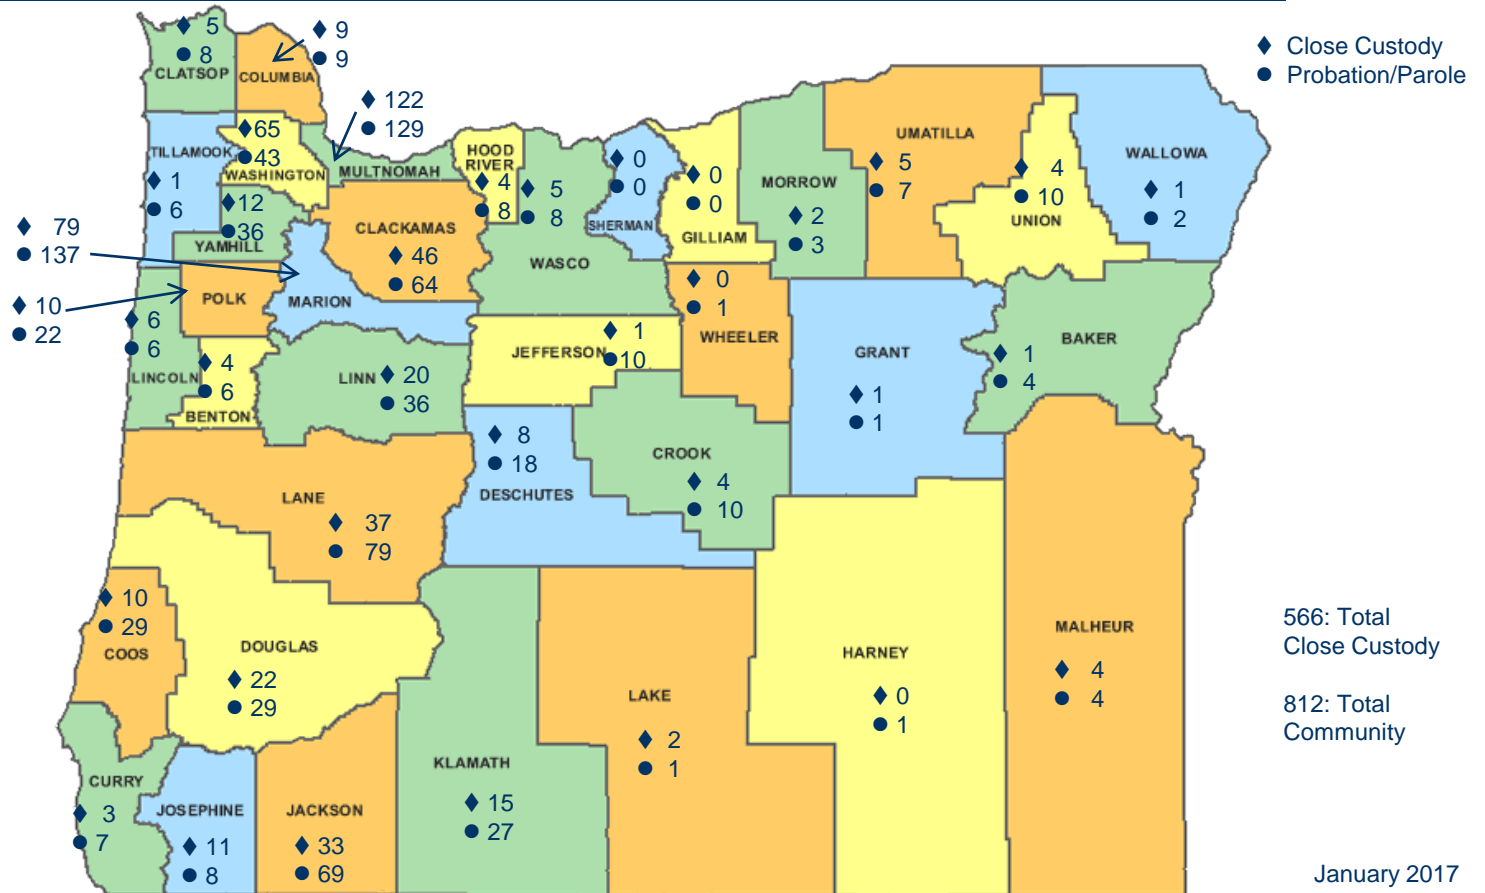 ◆ Close Custody
● Probation/Parole
◆ 5
● 8
CLATSOP
◆ 9
● 9
COLUMBIA
◆ 122
● 129
MULTNOMAH
◆ 65
● 43
WASHINGTON
TILLAMOOK
◆ 1
● 6
◆ 12
● 36
YAMHILL
HOOD
RIVER
◆ 4
● 8
◆ 5
● 8
WASCO
◆ 0
● 0
SHERMAN
◆ 0
● 0
GILLIAM
MORROW
◆ 2
● 3
UMATILLA
◆ 5
● 7
◆ 4
● 10
UNION
WALLOWA
◆ 1
● 2
CLACKAMAS
◆ 46
● 64
◆ 79
● 137
MARION
◆ 10
● 22
POLK
◆ 6
● 6
LINCOLN
◆ 4
● 6
BENTON
LINN ◆ 20
● 36
◆ 1
JEFFERSON ● 10
◆ 0
● 1
WHEELER
GRANT
◆ 1
● 1
BAKER
◆ 1
● 4
◆ 8
● 18
DESCHUTES
CROOK
◆ 4
● 10
LANE
◆ 37
● 79
◆ 10
● 29
COOS
DOUGLAS
◆ 22
● 29
HARNEY
◆ 0
● 1
MALHEUR
◆ 4
● 4
LAKE
◆ 2
● 1
KLAMATH
◆ 15
● 27
CURRY
◆ 3
● 7
JOSEPHINE
◆ 11
● 8
JACKSON
◆ 33
● 69
566: Total
Close Custody
812: Total
Community
January 2017